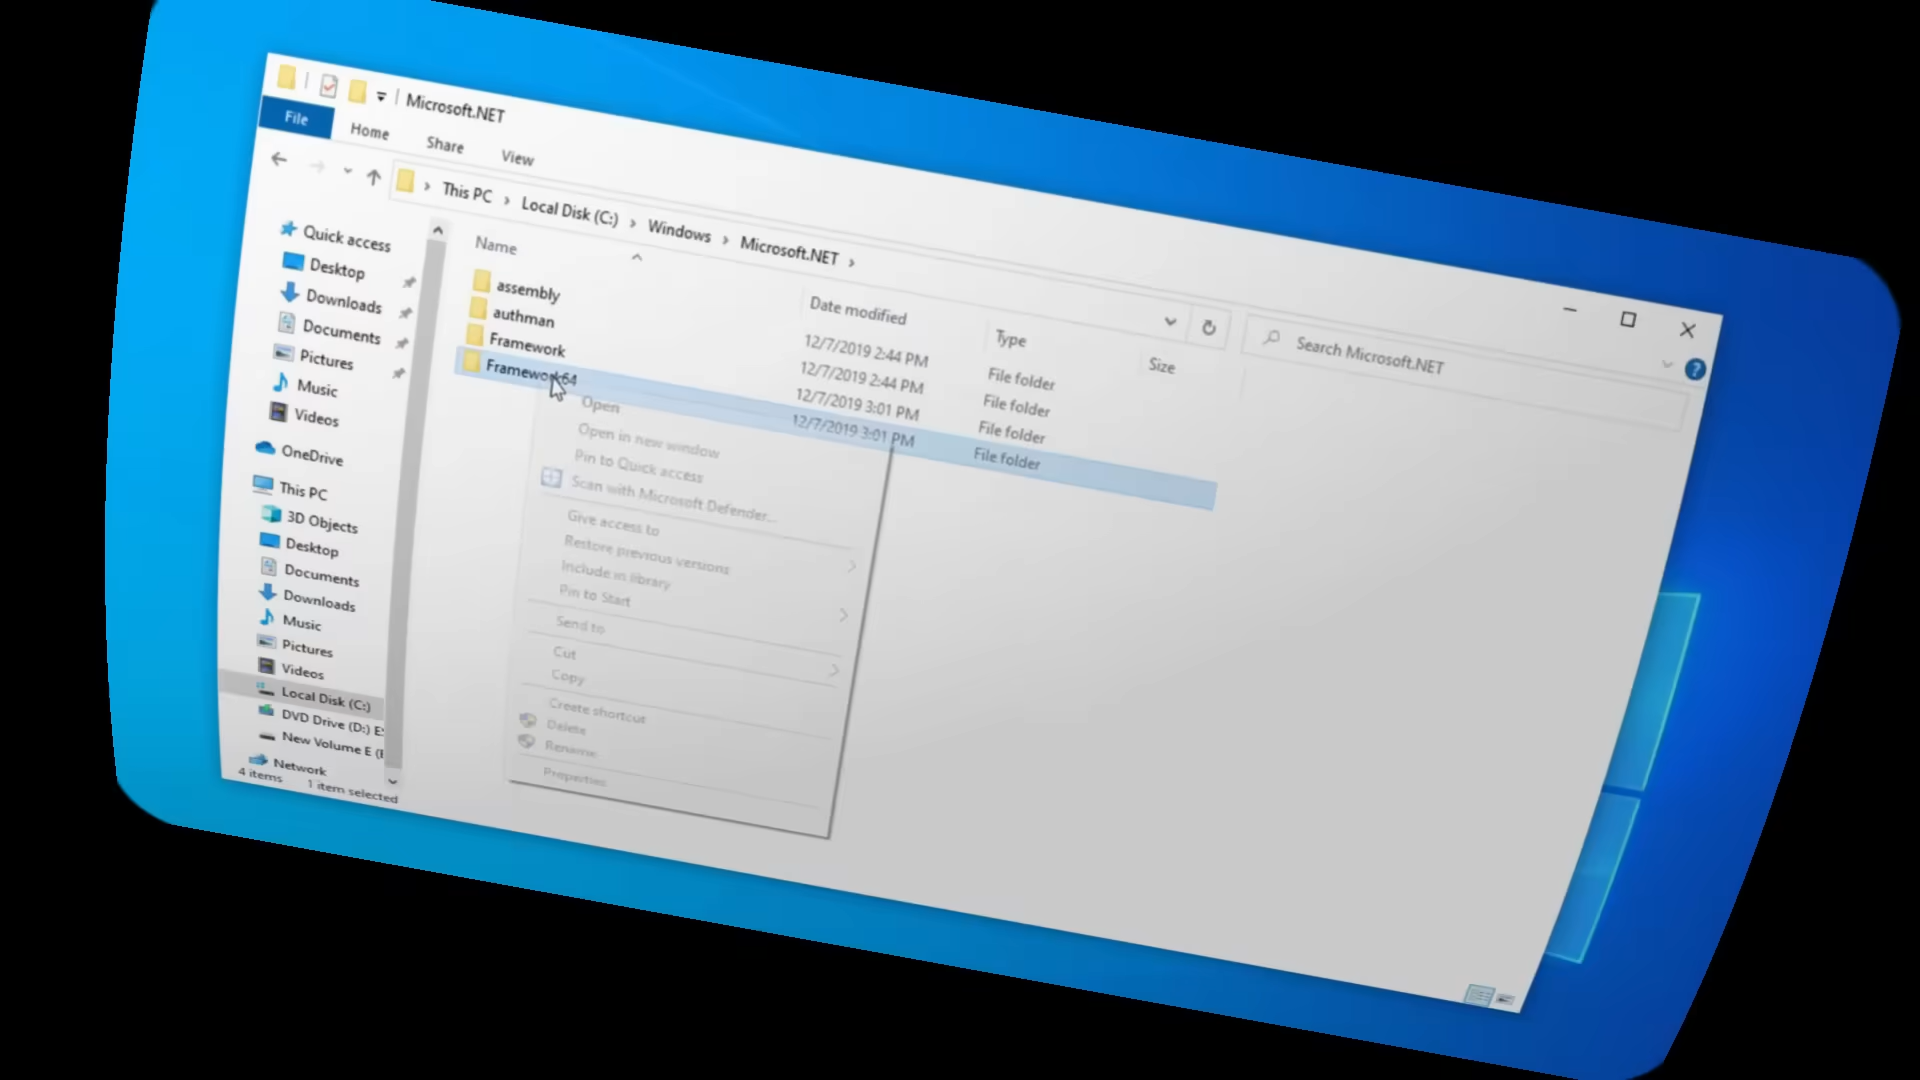 Microsoft.NET
File Home Share View
This PC > Local Disk (C:) > Windows > Microsoft.NET >
Search Microsoft.NET
Quick access
Desktop
Downloads
Documents
Pictures
Music
Videos
OneDrive
This PC
3D Objects
Desktop
Documents
Downloads
Music
Pictures
Videos
Local Disk (C:)
DVD Drive (D:)
New Volume E
Network
Name Date modified Type Size
assembly 12/7/2019 2:44 PM File folder
authman 12/7/2019 2:44 PM File folder
Framework 12/7/2019 3:01 PM File folder
Framework64 12/7/2019 3:01 PM File folder
Open
Open in new window
Pin to Quick access
Scan with Microsoft Defender...
Give access to
Restore previous versions
Include in library
Pin to Start
Send to
Cut
Copy
Create shortcut
Delete
Rename
Properties
4 items 1 item selected